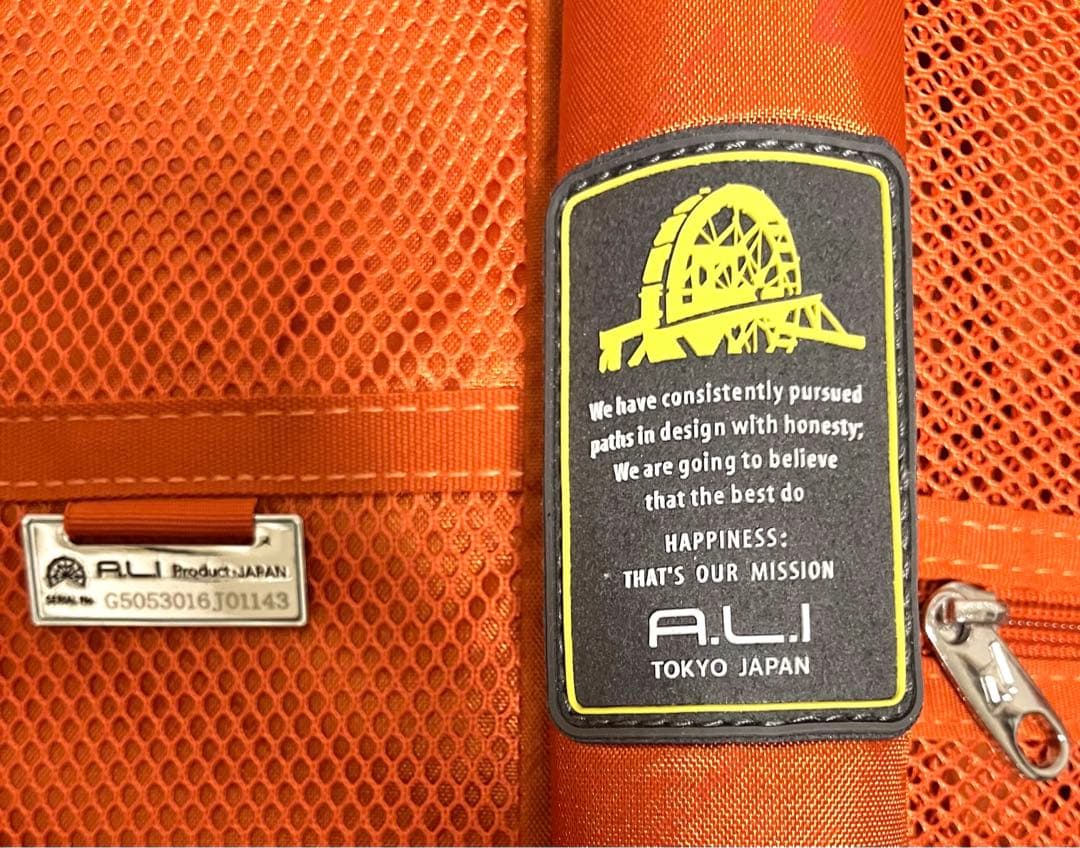 A.L.I Product.JAPAN
SERIAL No. G5053016J01143
We have consistently pursued
paths in design with honesty;
We are going to believe
that the best do
HAPPINESS:
THAT'S OUR MISSION
A.L.I
TOKYO JAPAN